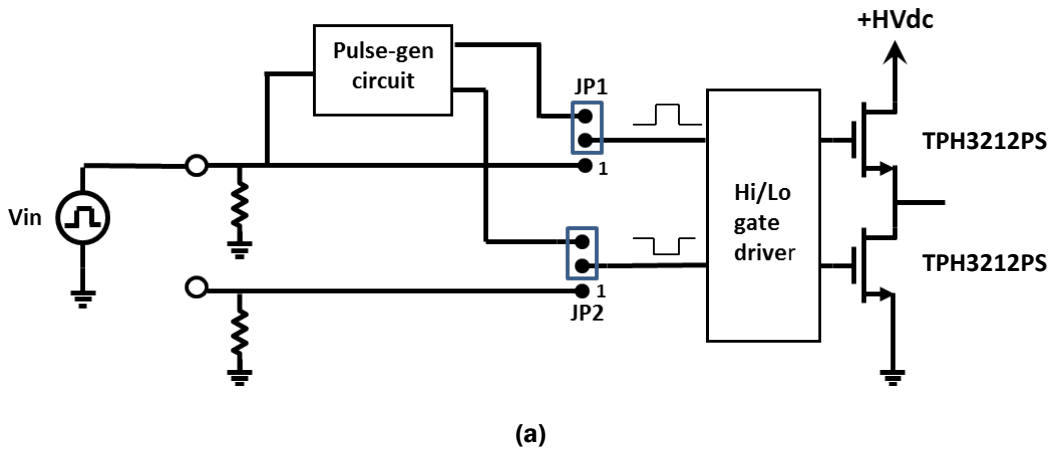 +HVdc
Pulse-gen
circuit
JP1
TPH3212PS
1
Vin
Hi/Lo
gate
driver
TPH3212PS
1
JP2
(a)